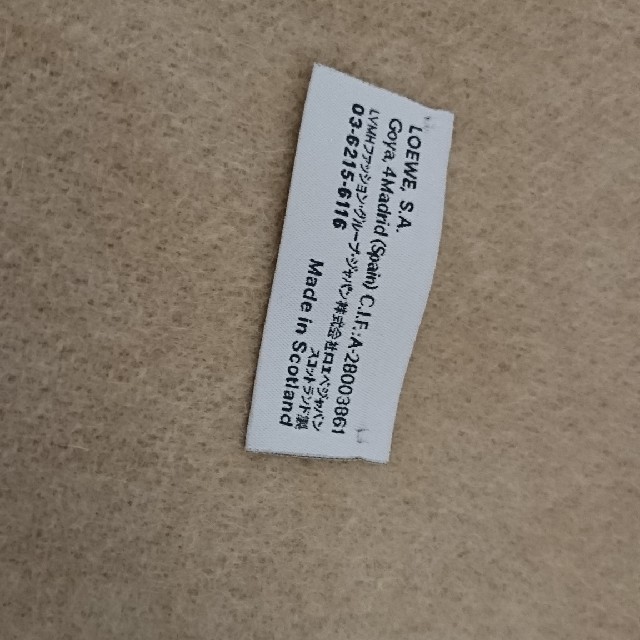 LOEWE, S.A.
Goya, 4Madrid (Spain) C.I.F.:A-28003861
LVMHファッション・グループ・ジャパン株式会社ロエベジャパン
03-6215-6116
スコットランド製
Made in Scotland